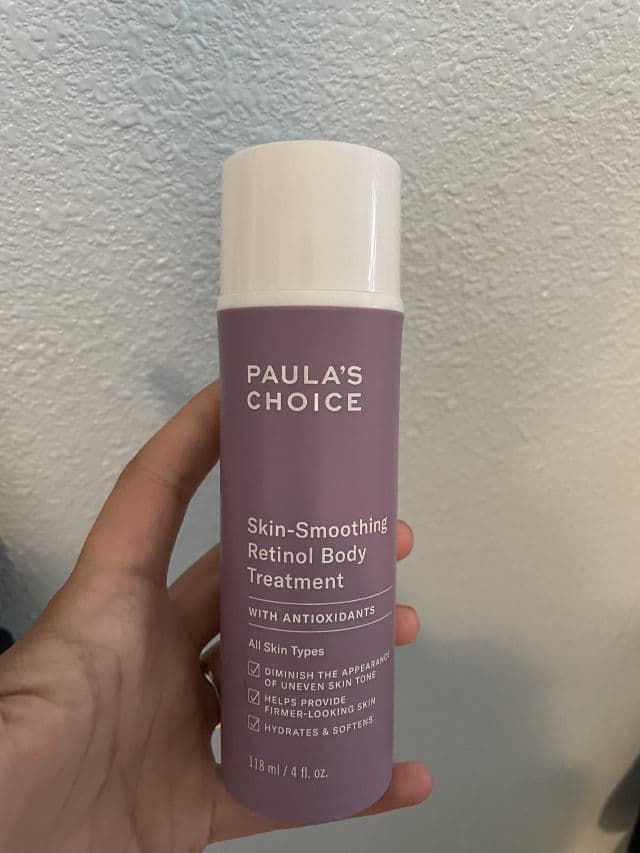 PAULA'S
CHOICE
Skin-Smoothing
Retinol Body
Treatment
WITH ANTIOXIDANTS
All Skin Types
DIMINISH THE APPEARANCE
OF UNEVEN SKIN TONE
HELPS PROVIDE
FIRMER-LOOKING SKIN
HYDRATES & SOFTENS
118 ml / 4 fl. oz.